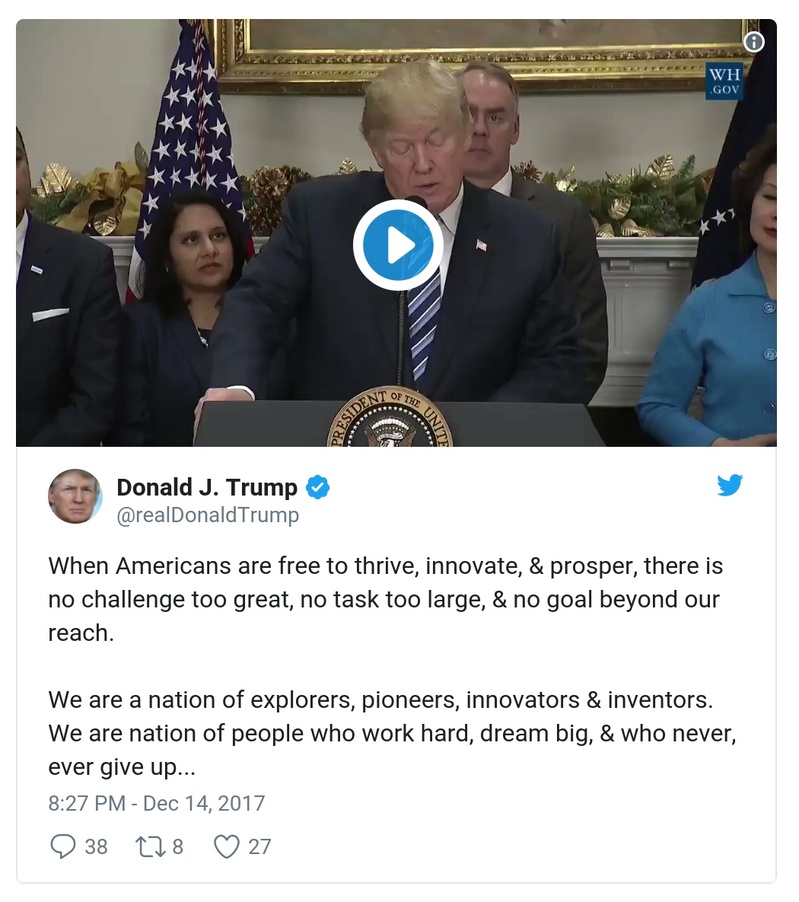 WH
.GOV
PRESIDENT OF THE UNITE
Donald J. Trump
@realDonaldTrump
When Americans are free to thrive, innovate, & prosper, there is
no challenge too great, no task too large, & no goal beyond our
reach.
We are a nation of explorers, pioneers, innovators & inventors.
We are nation of people who work hard, dream big, & who never,
ever give up...
8:27 PM - Dec 14, 2017
38 8 27